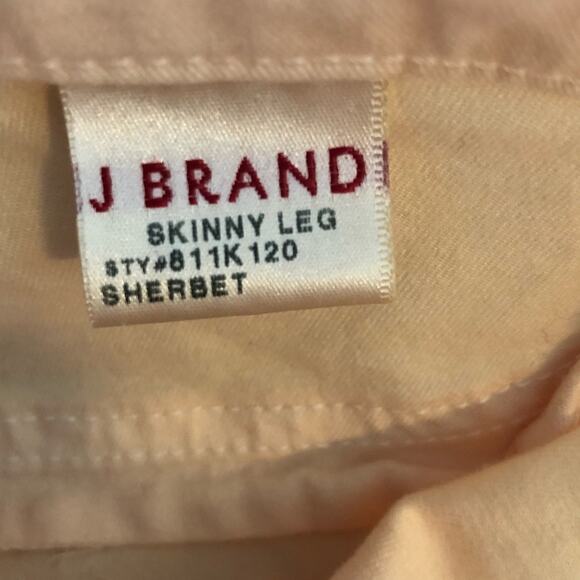 J BRAND
SKINNY LEG
STY#811K120
SHERBET